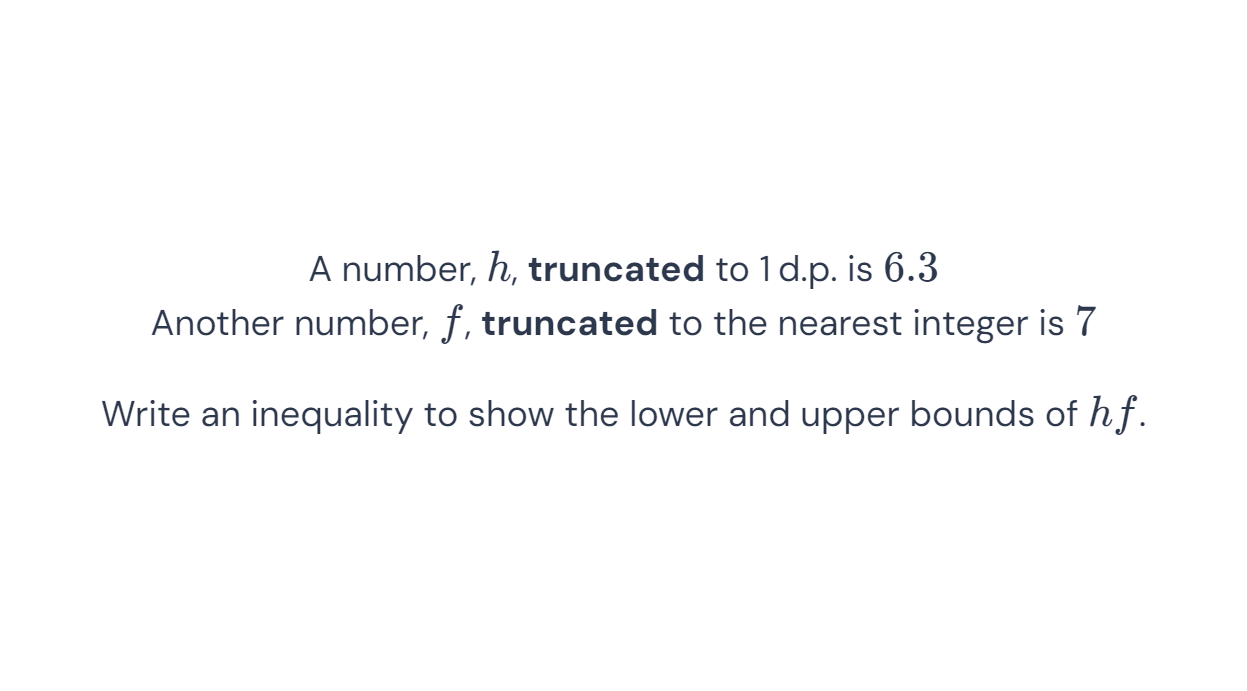 A number, h, truncated to 1 d.p. is 6.3
Another number, f, truncated to the nearest integer is 7
Write an inequality to show the lower and upper bounds of hf.